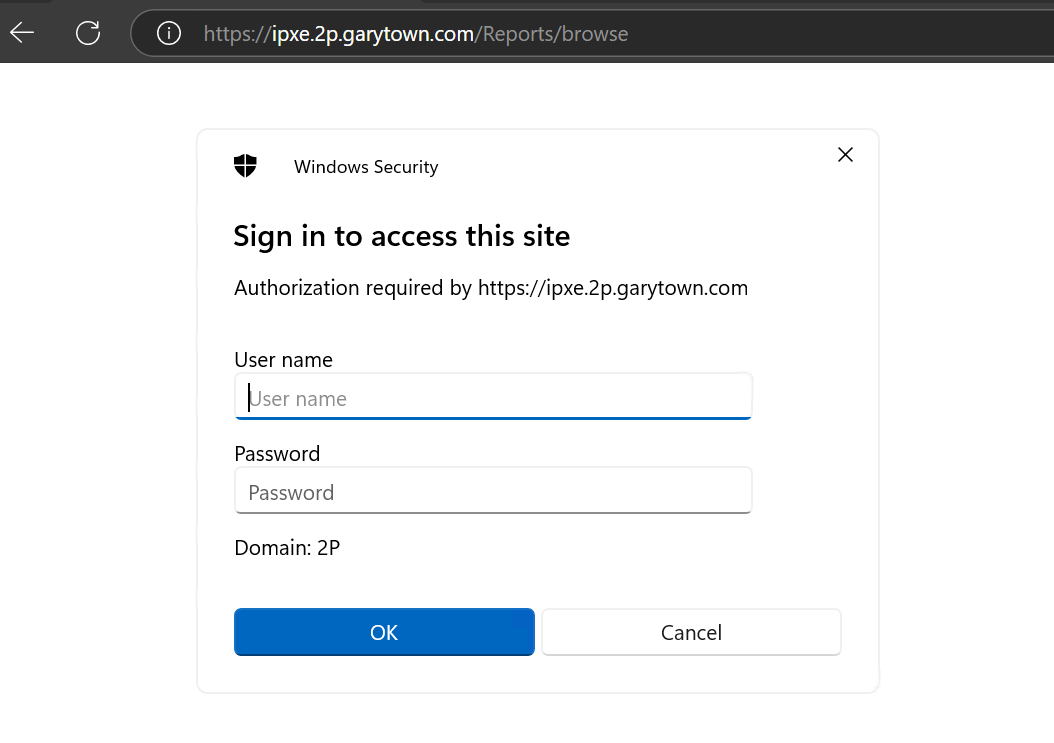 https://ipxe.2p.garytown.com/Reports/browse
Windows Security
Sign in to access this site
Authorization required by https://ipxe.2p.garytown.com
User name
User name
Password
Password
Domain: 2P
OK
Cancel